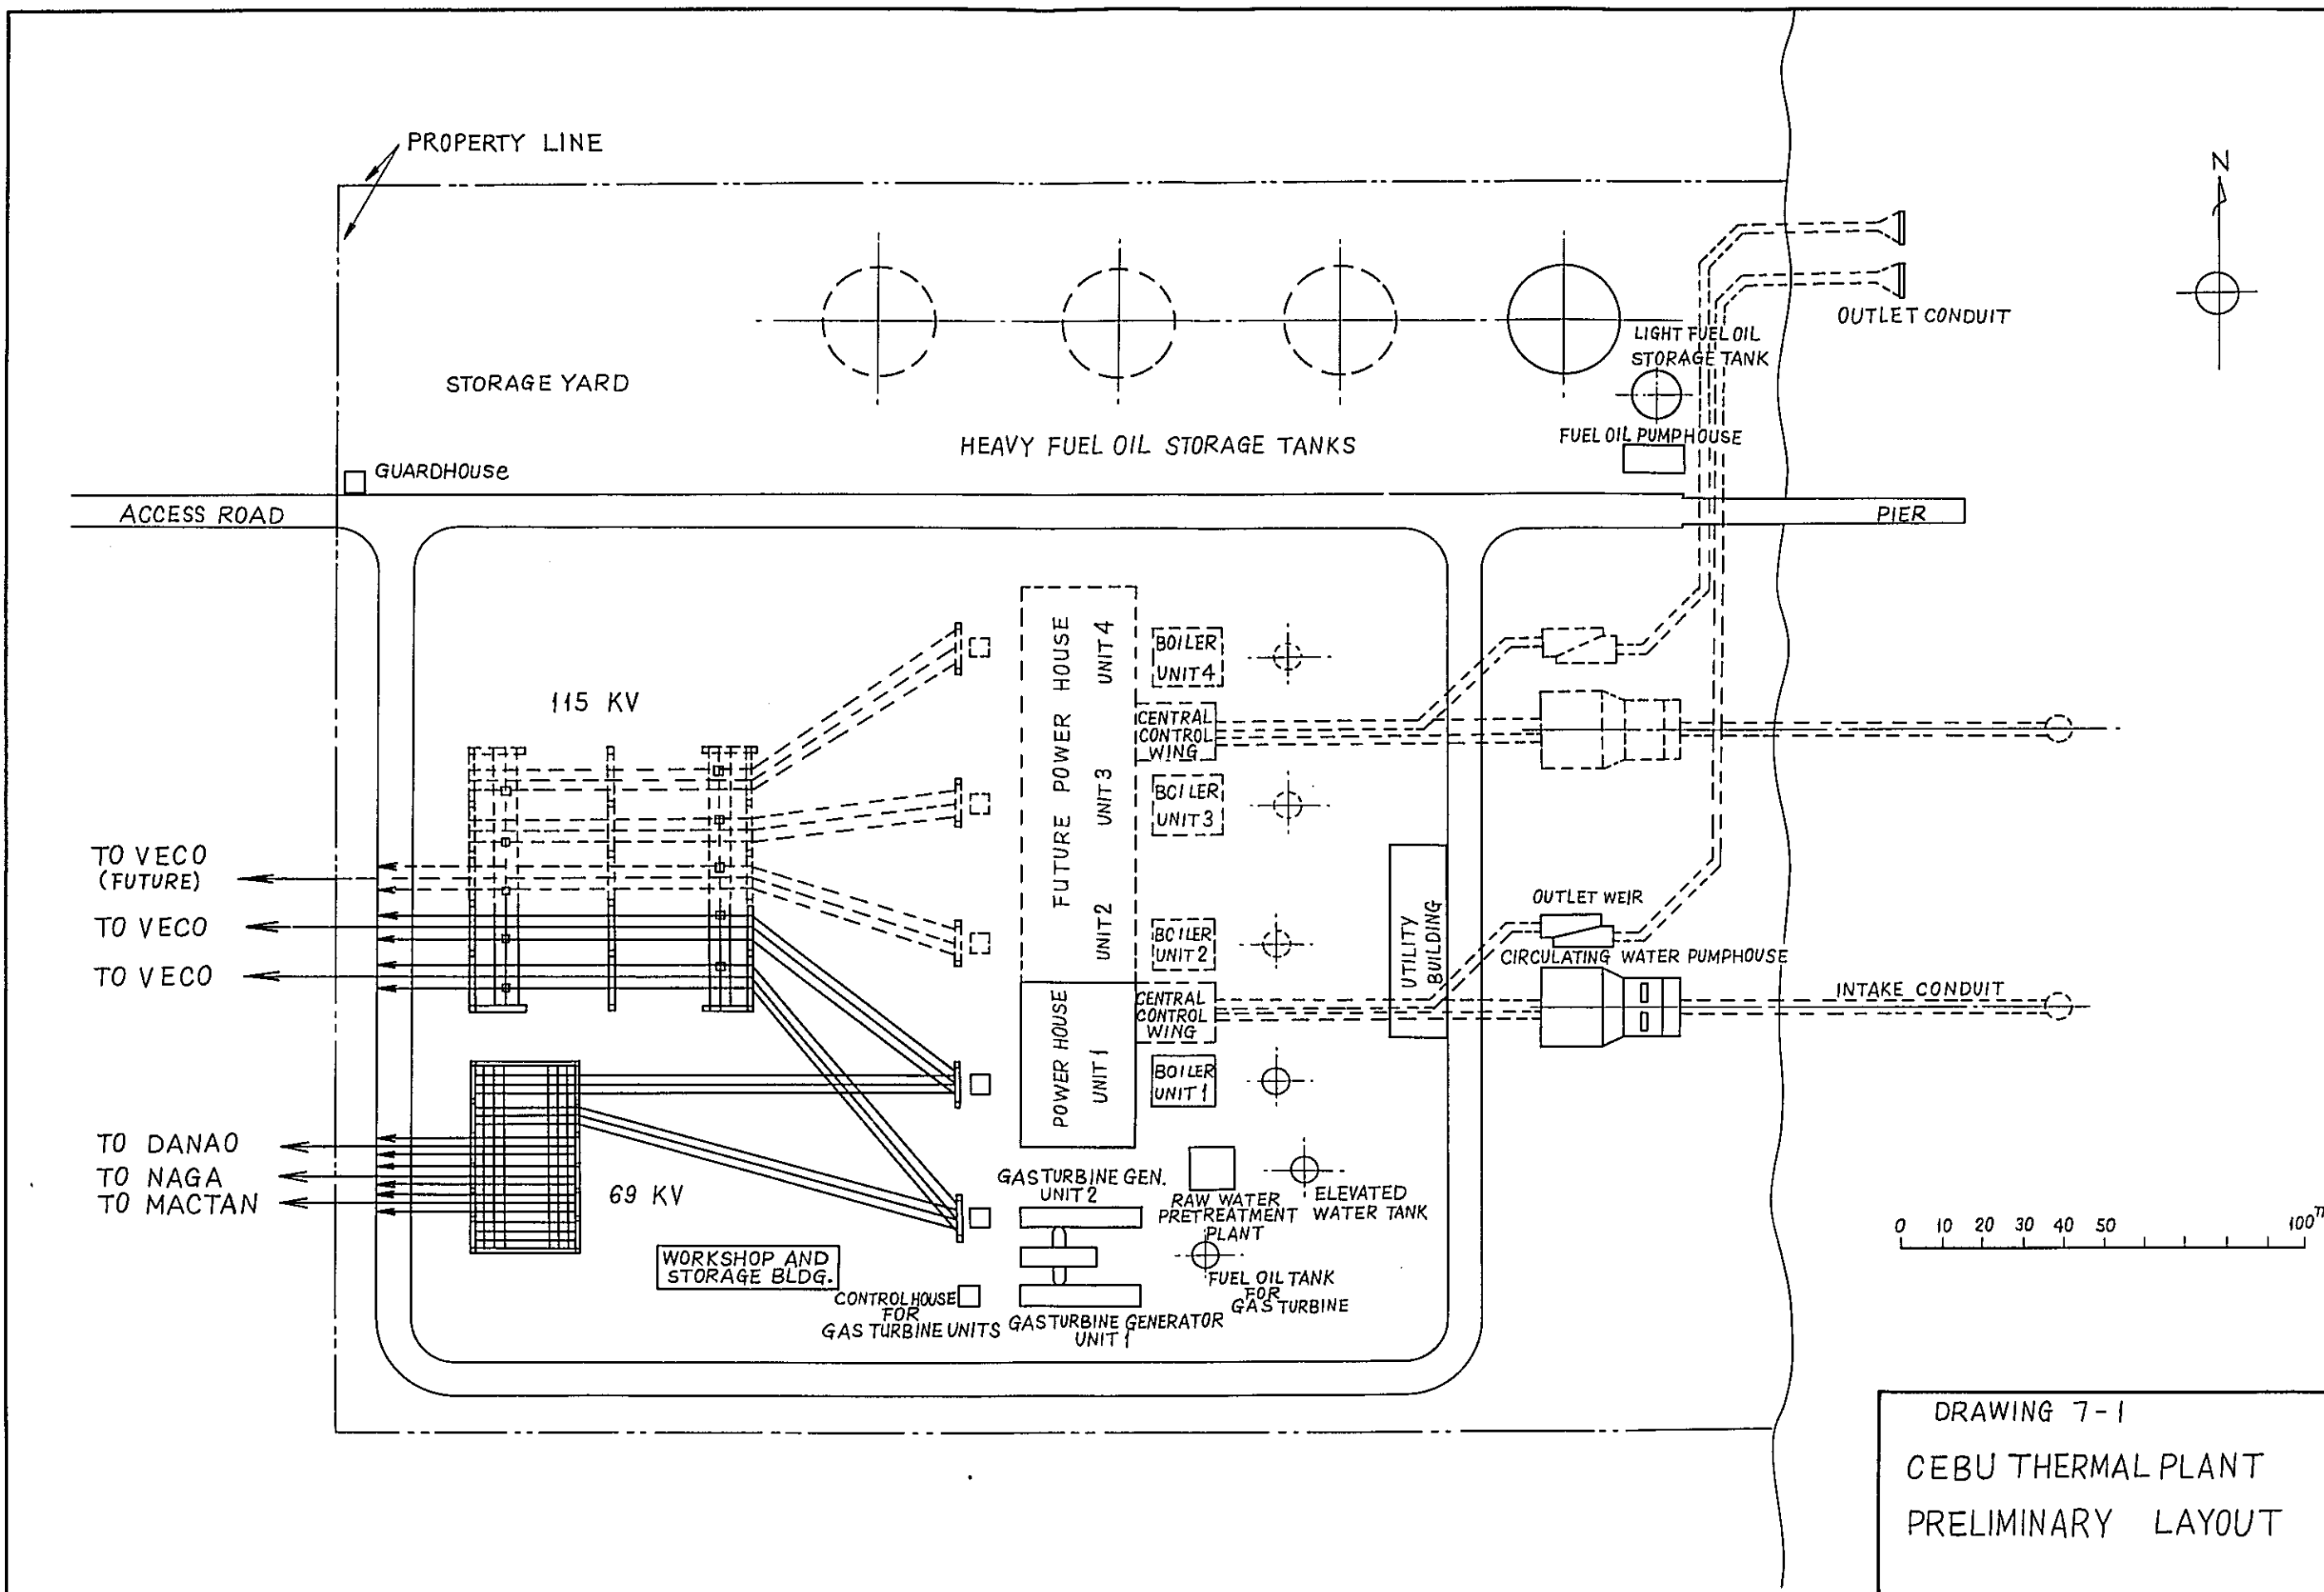 PROPERTY LINE
N
OUTLET CONDUIT
LIGHT FUEL OIL
STORAGE TANK
STORAGE YARD
FUEL OIL PUMPHOUSE
HEAVY FUEL OIL STORAGE TANKS
GUARDHOUSe
ACCESS ROAD
PIER
115 KV
FUTURE POWER HOUSE
UNIT 4
UNIT 3
UNIT 2
BOILER
UNIT 4
CENTRAL
CONTROL
WING
BOILER
UNIT 3
BOILER
UNIT 2
TO VECO
(FUTURE)
TO VECO
TO VECO
UTILITY
BUILDING
OUTLET WEIR
CIRCULATING WATER PUMPHOUSE
INTAKE CONDUIT
POWER HOUSE
UNIT 1
CENTRAL
CONTROL
WING
BOILER
UNIT 1
TO DANAO
TO NAGA
TO MACTAN
69 KV
GAS TURBINE GEN.
UNIT 2
RAW WATER
PRETREATMENT
PLANT
ELEVATED
WATER TANK
WORKSHOP AND
STORAGE BLDG.
CONTROL HOUSE
FOR
GAS TURBINE UNITS
GAS TURBINE GENERATOR
UNIT 1
FUEL OIL TANK
FOR
GAS TURBINE
0 10 20 30 40 50 100m
DRAWING 7-1
CEBU THERMAL PLANT
PRELIMINARY LAYOUT